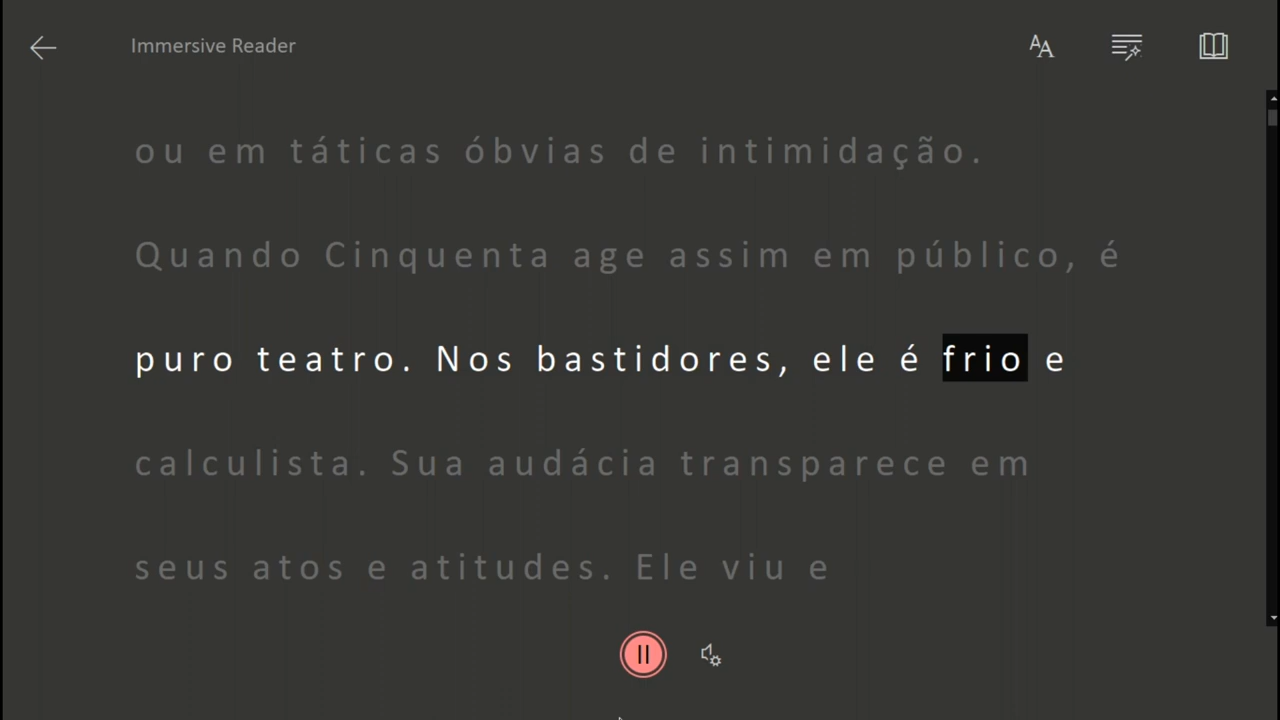 Immersive Reader
ou em táticas óbvias de intimidação.
Quando Cinquenta age assim em público, é
puro teatro. Nos bastidores, ele é frio e
calculista. Sua audácia transparece em
seus atos e atitudes. Ele viu e